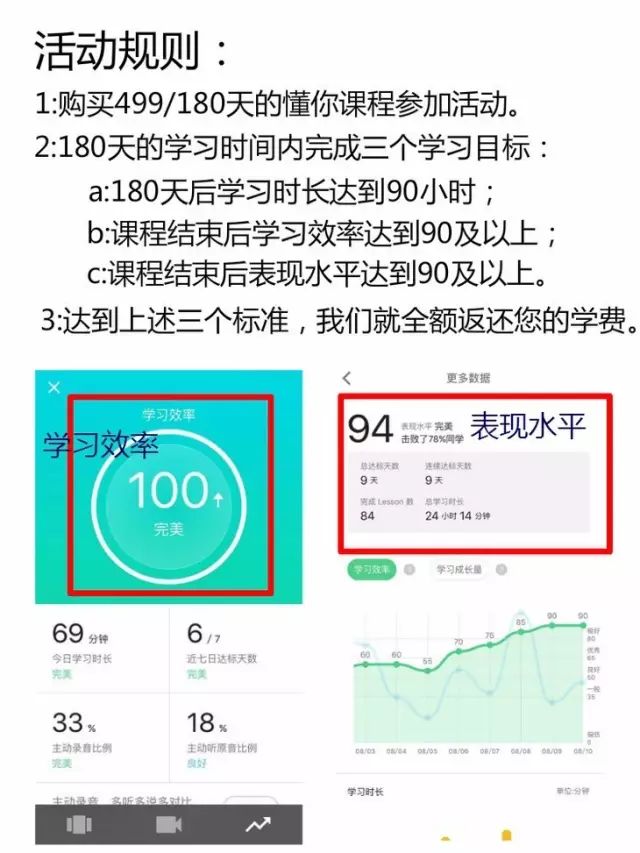 活动规则：
1:购买499/180天的懂你课程参加活动。
2:180天的学习时间内完成三个学习目标：
a:180天后学习时长达到90小时；
b:课程结束后学习效率达到90及以上；
c:课程结束后表现水平达到90及以上。
3:达到上述三个标准，我们就全额返还您的学费。
学习效率
学习效率
100
完美
69 分钟
今日学习时长
完美
6 / 7
近七日达标天数
完美
33 %
主动录音比例
完美
18 %
主动听原音比例
良好
主动录音、多听多说多对比
更多数据
94 表现水平 完美
击败了78%同学
表现水平
总达标天数
9 天
连续达标天数
9 天
完成 Lesson 数
84
总学习时长
24 小时 14 分钟
学习效率
学习成长量
60 60 55 70 75 85 90 90
极好
80
优秀
65
良好
50
一般
35
0
08/03 08/04 08/05 08/06 08/07 08/08 08/09 08/10
学习时长
单位:分钟